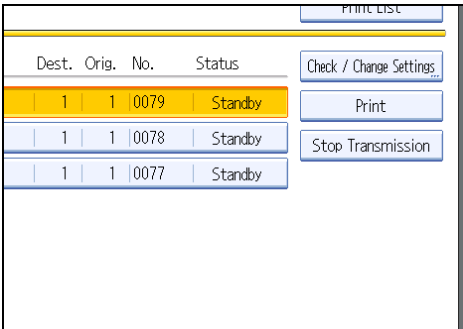 Print List
Dest. Orig. No. Status
Check / Change Settings
1 1 0079 Standby
Print
1 1 0078 Standby
Stop Transmission
1 1 0077 Standby